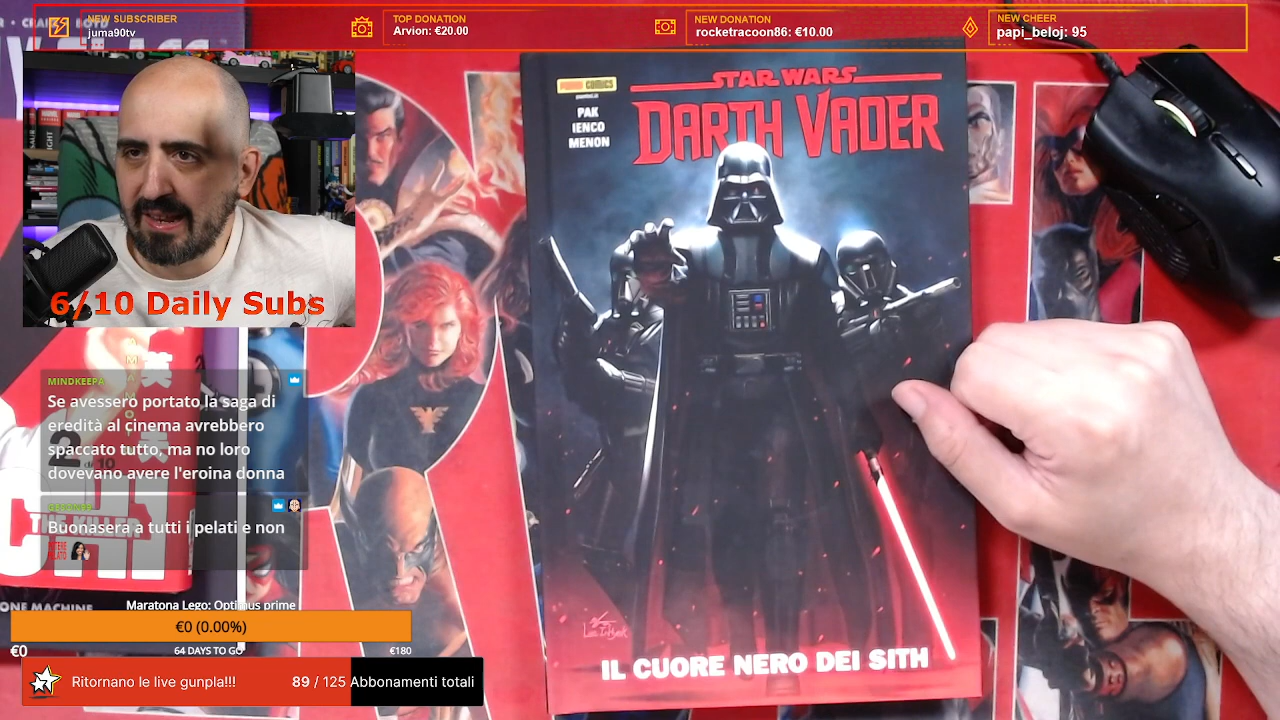 NEW SUBSCRIBER
juma90tv
TOP DONATION
Arvion: €20.00
NEW DONATION
rocketracoon86: €10.00
NEW CHEER
papi_beloj: 95
6/10 Daily Subs
PANINI COMICS
PAK
IENCO
MENON
STAR WARS
DARTH VADER
IL CUORE NERO DEI SITH
MINDKEEPA
Se avessero portato la saga di
eredità al cinema avrebbero
spaccato tutto, ma no loro
dovevano avere l'eroina donna
Buonasera a tutti i pelati e non
THE KILLER
ONE MACHINE
Maratona Lego: Optimus prime
€0 (0.00%)
€0
64 DAYS TO GO
€180
Ritornano le live gunpla!!!
89 / 125 Abbonamenti totali